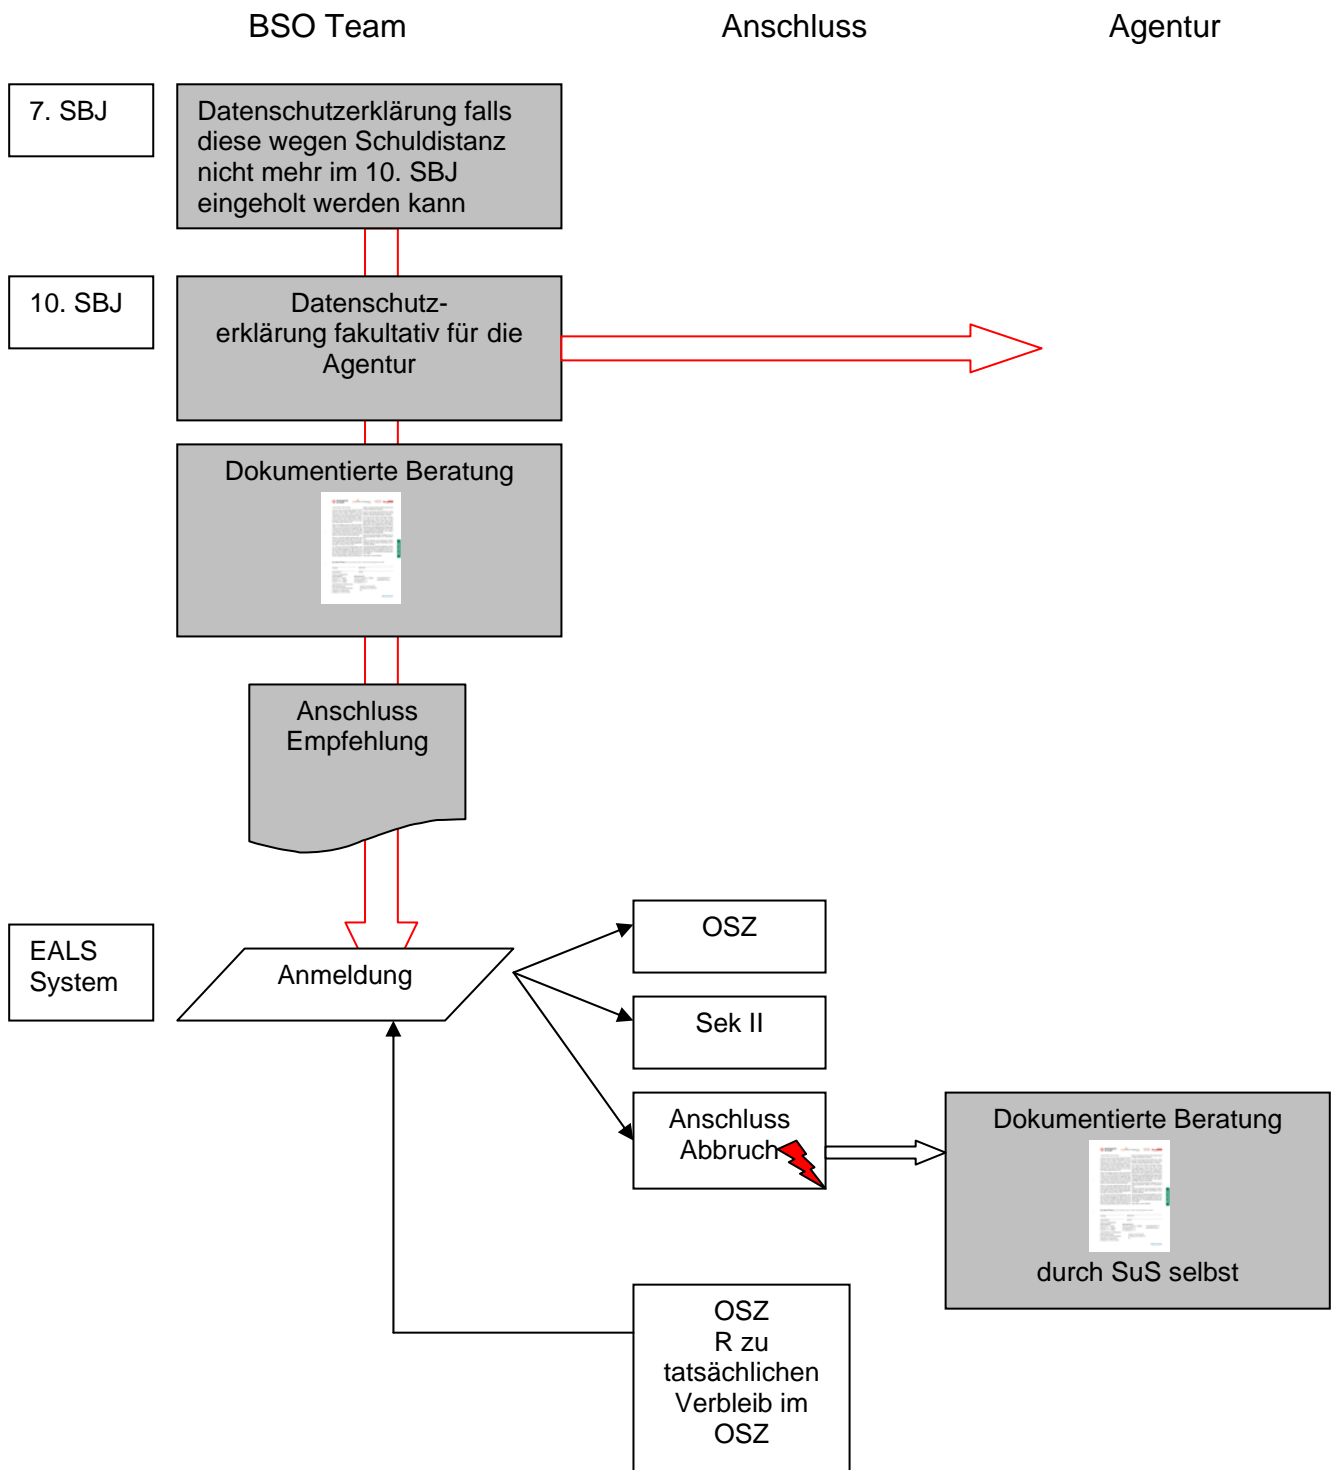 BSO Team
Anschluss
Agentur
7. SBJ
Datenschutzerklärung falls
diese wegen Schuldistanz
nicht mehr im 10. SBJ
eingeholt werden kann
10. SBJ
Datenschutz-
erklärung fakultativ für die
Agentur
Dokumentierte Beratung
Anschluss
Empfehlung
EALS
System
Anmeldung
OSZ
Sek II
Anschluss
Abbruch
Dokumentierte Beratung
durch SuS selbst
OSZ
R zu
tatsächlichen
Verbleib im
OSZ